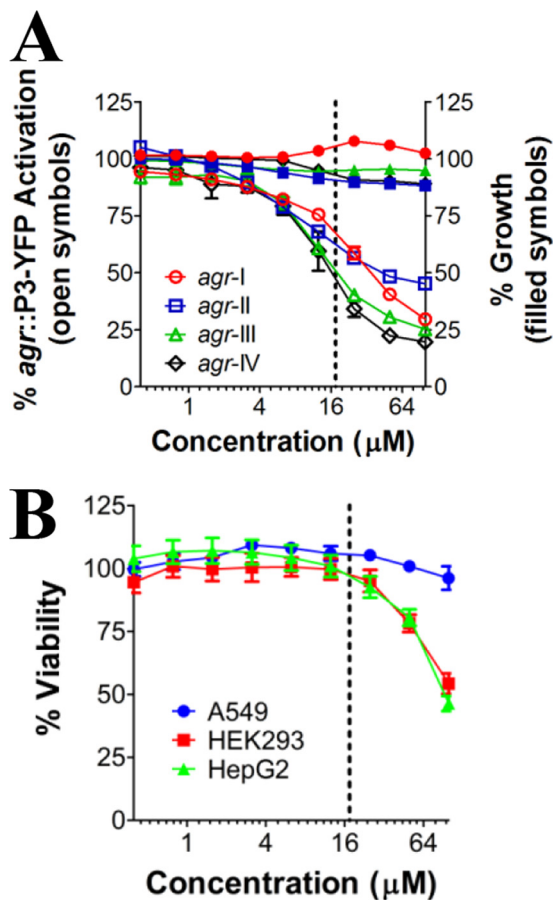 A
% agr::P3-YFP Activation
(open symbols)
125
100
75
50
25
0
agr-I
agr-II
agr-III
agr-IV
125
100
75
50
25
0
% Growth
(filled symbols)
1 4 16 64
Concentration (μM)
B
% Viability
125
100
75
50
25
0
A549
HEK293
HepG2
1 4 16 64
Concentration (μM)